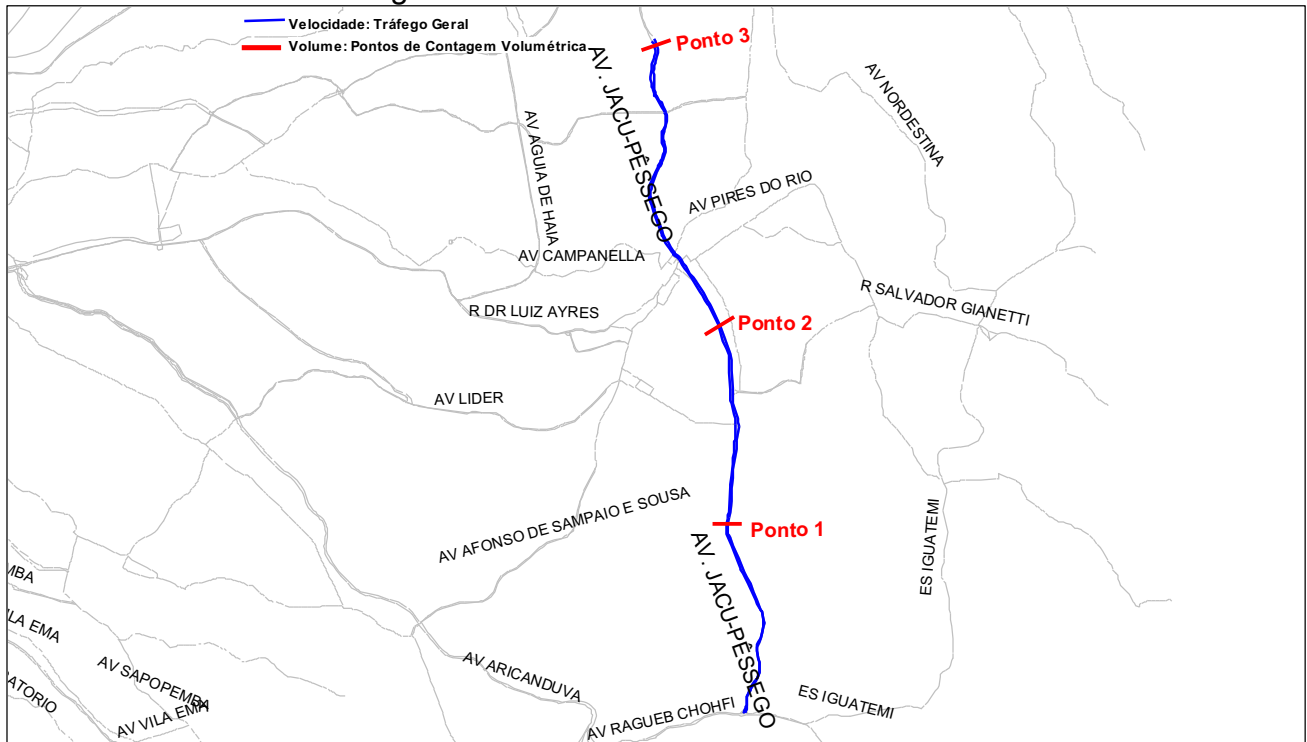 Velocidade: Tráfego Geral
Volume: Pontos de Contagem Volumétrica
Ponto 3
AV. JACU-PÊSSEGO
AV AGUIA DE HAIA
AV NORDESTINA
AV PIRES DO RIO
AV CAMPANELLA
R SALVADOR GIANETTI
R DR LUIZ AYRES
Ponto 2
AV LIDER
AV AFONSO DE SAMPAIO E SOUSA
Ponto 1
AV. JACU-PÊSSEGO
ES IGUATEMI
MBA
LA EMA
ATORIO
AV SAPOPEMBA
AV VILA EMA
AV ARICANDUVA
AV RAGUEB CHOHFI
ES IGUATEMI